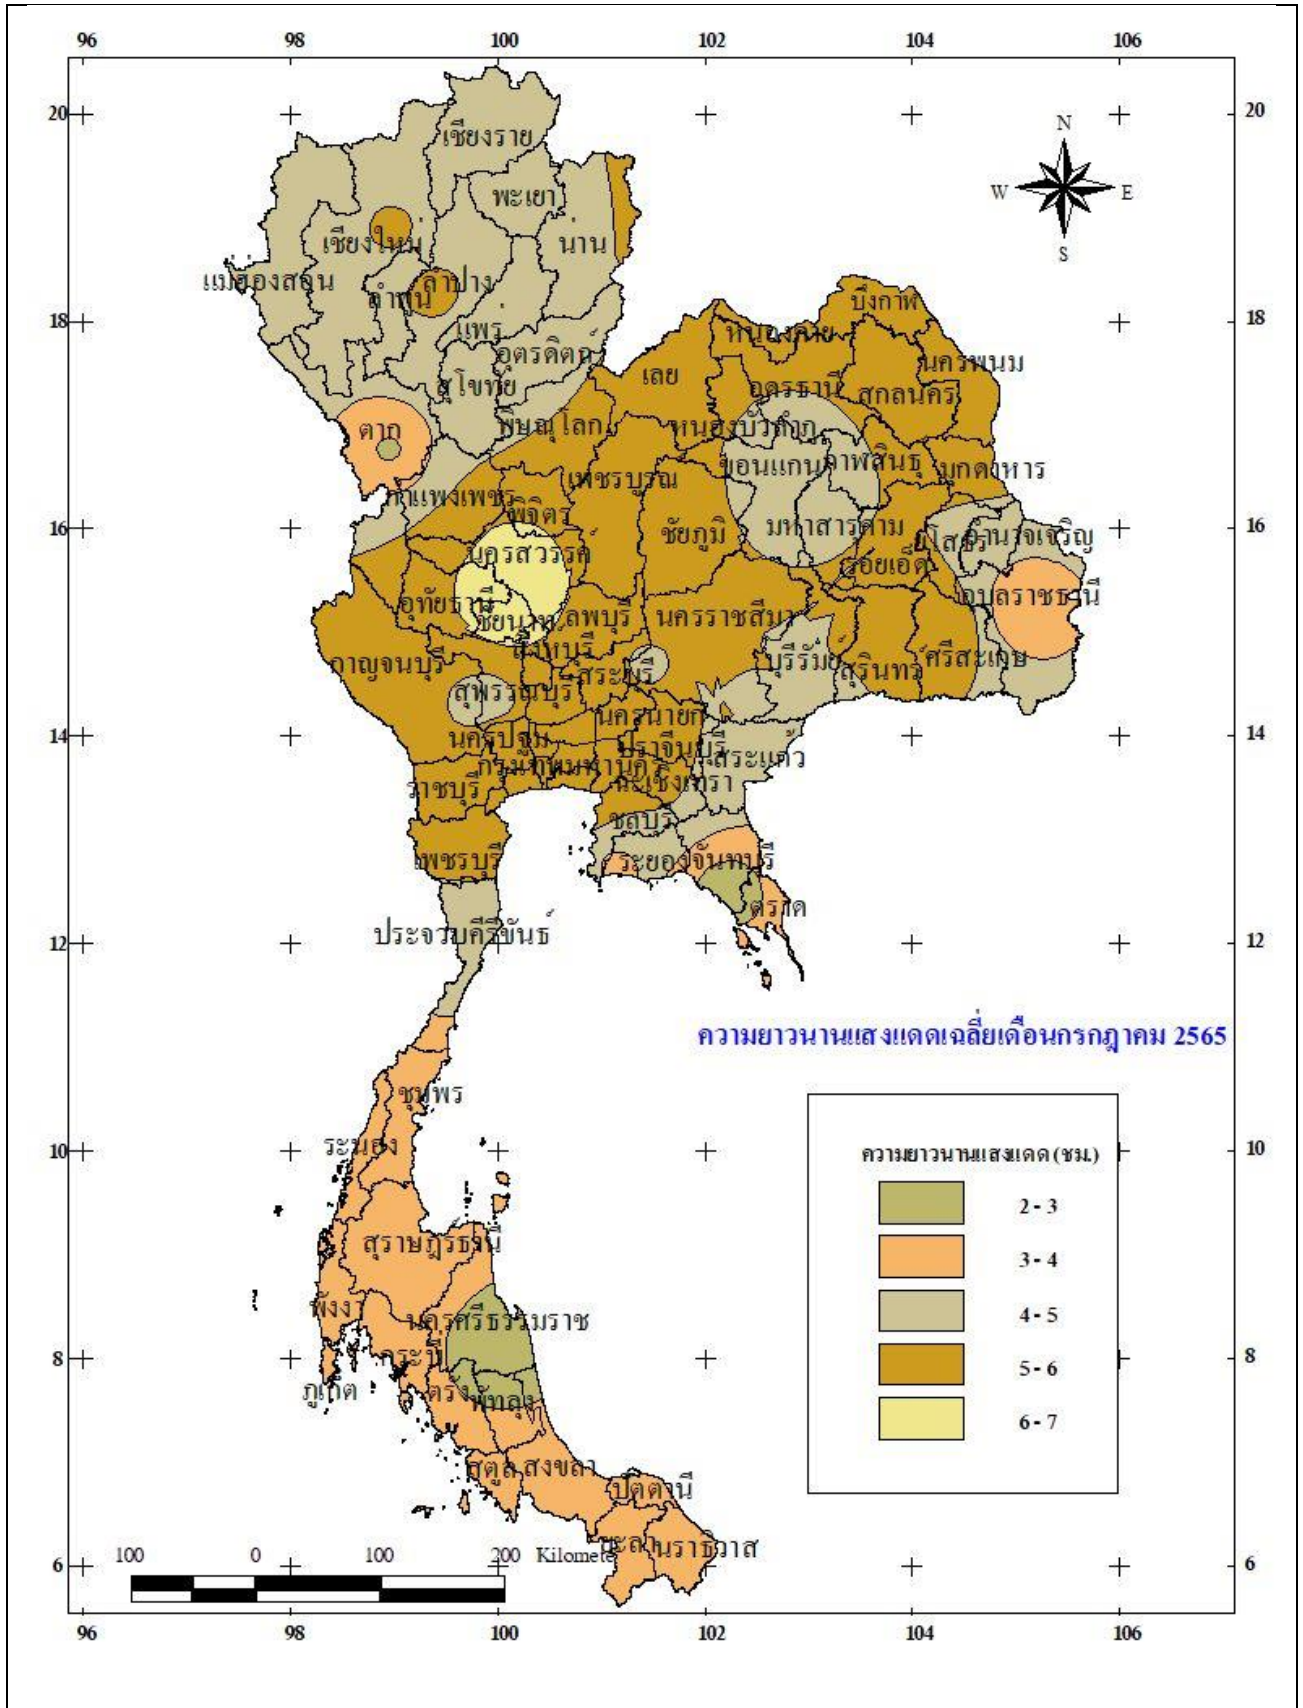 96 98 100 102 104 106
20 20
N
W E
S
เชียงราย
พะเยา
เชียงใหม่ น่าน
แม่ฮ่องสอน ลำพูน ลำปาง
บึงกาฬ
18 18
แพร่ หนองคาย
อุตรดิตถ์ นครพนม
สุโขทัย เลย อุดรธานี สกลนคร
ตาก พิษณุโลก หนองบัวลำภู
ขอนแก่น กาฬสินธุ์ มุกดาหาร
กำแพงเพชร เพชรบูรณ์
พิจิตร
16 16
ชัยภูมิ มหาสารคาม ยโสธร อำนาจเจริญ
นครสวรรค์ ร้อยเอ็ด
อุทัยธานี ชัยนาท ลพบุรี นครราชสีมา อุบลราชธานี
สิงห์บุรี
กาญจนบุรี สระบุรี บุรีรัมย์ สุรินทร์ ศรีสะเกษ
สุพรรณบุรี
นครนายก
14 14
นครปฐม ปราจีนบุรี สระแก้ว
กรุงเทพมหานคร
ราชบุรี ฉะเชิงเทรา
ชลบุรี
เพชรบุรี ระยอง จันทบุรี
ตราด
ประจวบคีรีขันธ์
12 12
ความยาวนานแสงแดดเฉลี่ยเดือนกรกฎาคม 2565
ชุมพร
ระนอง
10 10
ความยาวนานแสงแดด (ชม.)
2 - 3
3 - 4
4 - 5
5 - 6
6 - 7
สุราษฎร์ธานี
พังงา นครศรีธรรมราช
กระบี่
8 8
ภูเก็ต ตรัง พัทลุง
สตูล สงขลา
ปัตตานี
ยะลา นราธิวาส
100 0 100 200 Kilomete
6 6
96 98 100 102 104 106